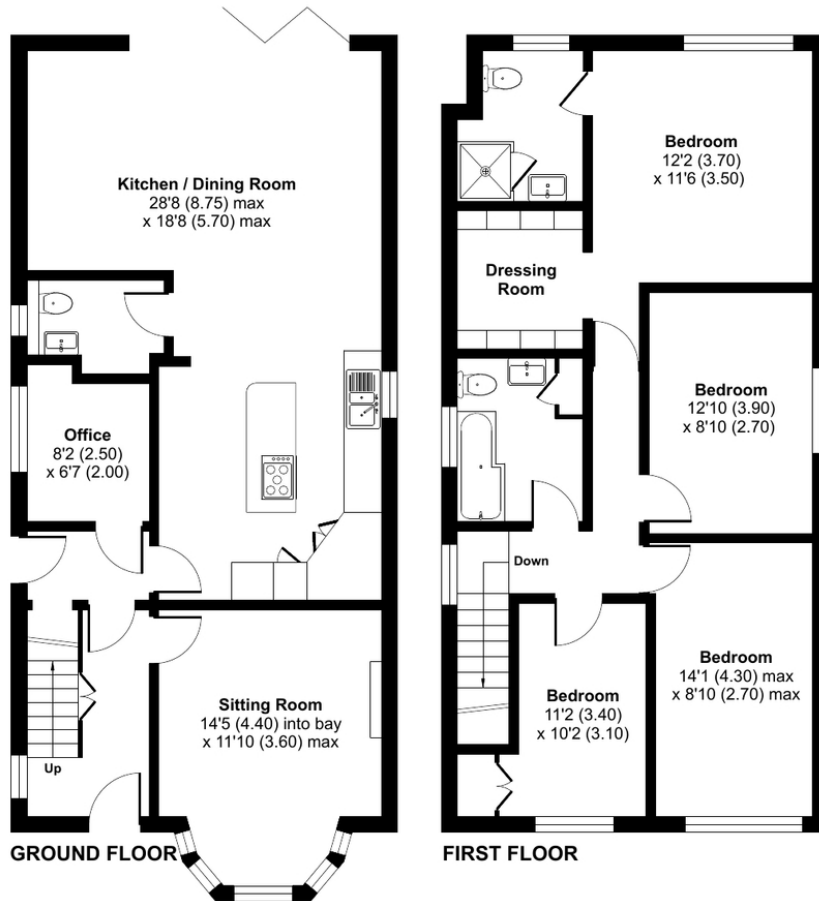 Kitchen / Dining Room
28'8 (8.75) max
x 18'8 (5.70) max
Office
8'2 (2.50)
x 6'7 (2.00)
Sitting Room
14'5 (4.40) into bay
x 11'10 (3.60) max
Up
GROUND FLOOR
Bedroom
12'2 (3.70)
x 11'6 (3.50)
Dressing
Room
Bedroom
12'10 (3.90)
x 8'10 (2.70)
Down
Bedroom
14'1 (4.30) max
x 8'10 (2.70) max
Bedroom
11'2 (3.40)
x 10'2 (3.10)
FIRST FLOOR